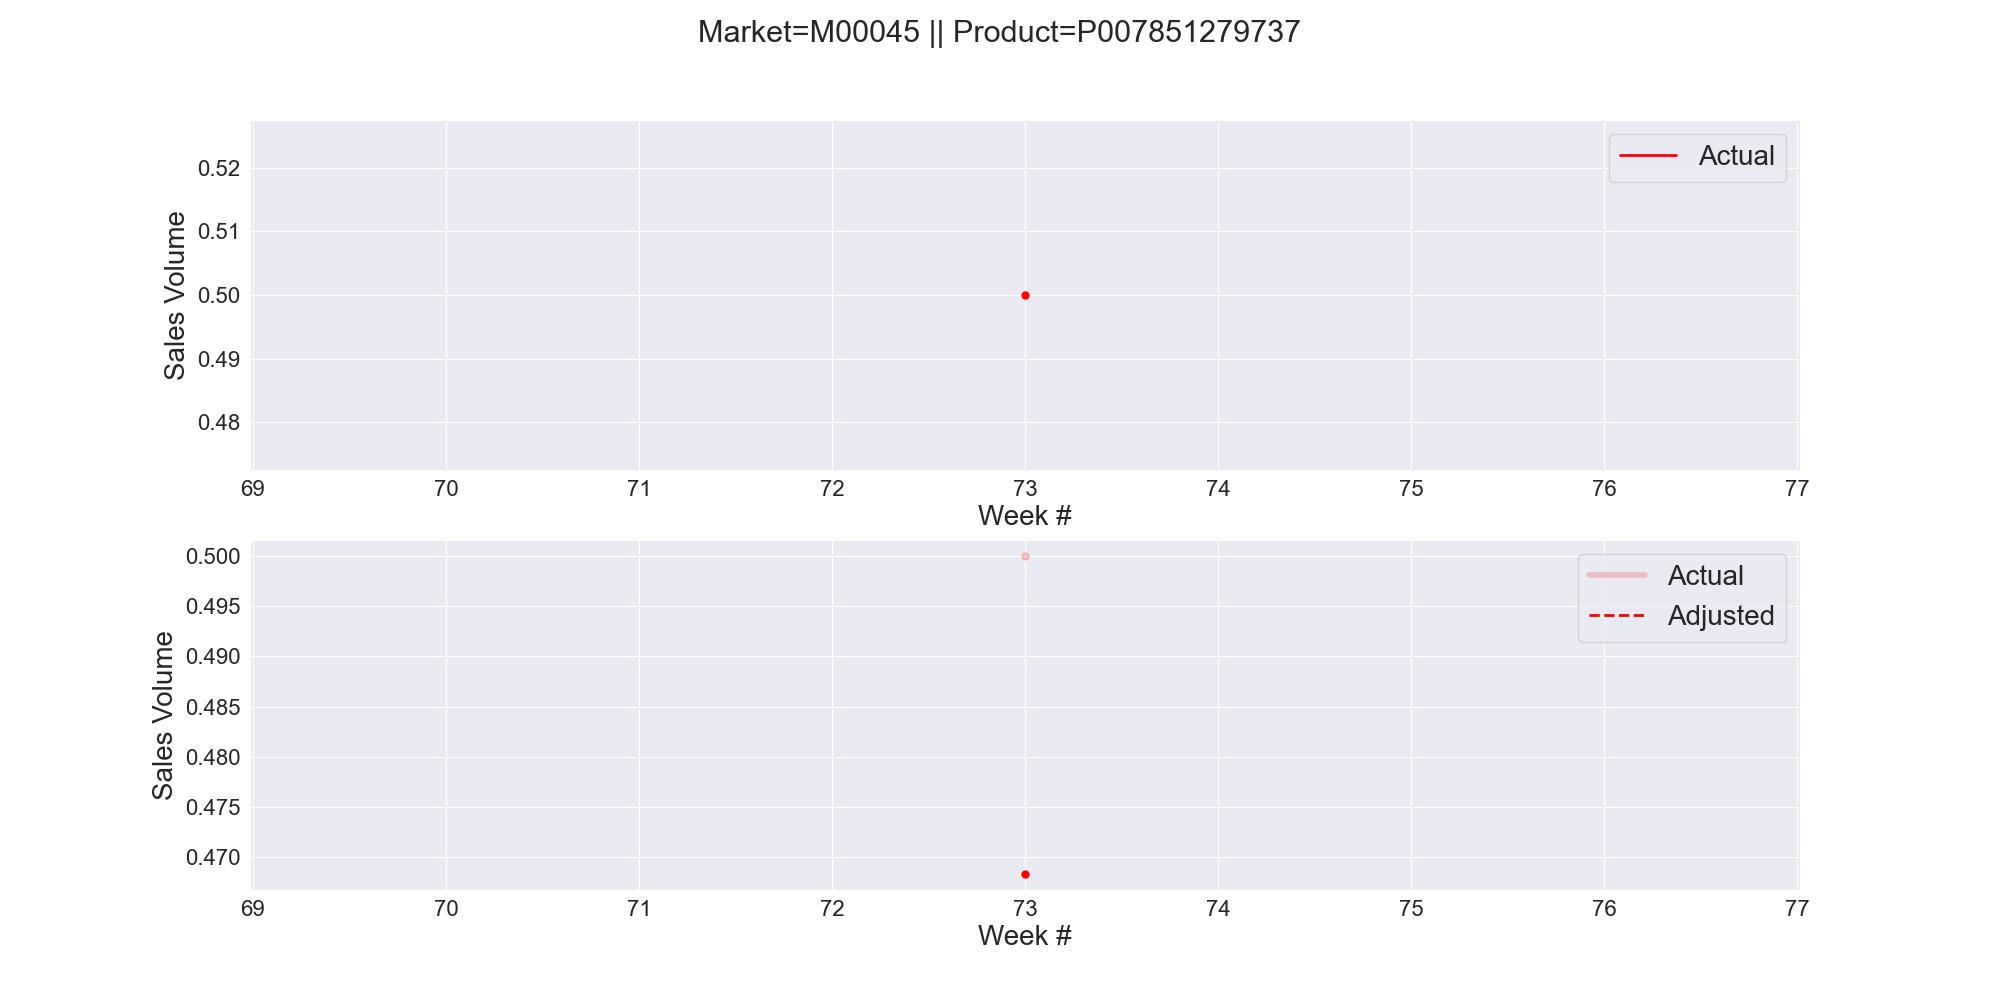 Market=M00045 || Product=P007851279737
Actual
0.52
0.51
0.50
0.49
0.48
Sales Volume
69 70 71 72 73 74 75 76 77
Week #
Actual
Adjusted
0.500
0.495
0.490
0.485
0.480
0.475
0.470
Sales Volume
69 70 71 72 73 74 75 76 77
Week #